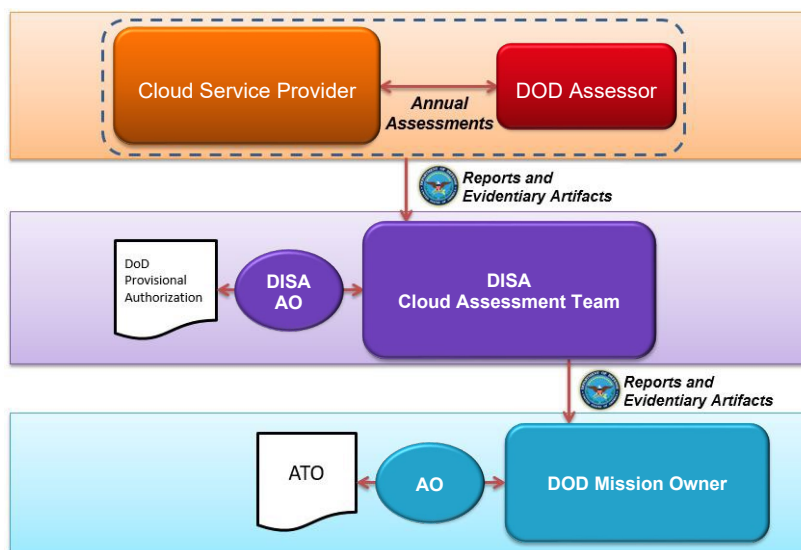 Cloud Service Provider
DOD Assessor
Annual
Assessments
Reports and
Evidentiary Artifacts
DoD
Provisional
Authorization
DISA
AO
DISA
Cloud Assessment Team
Reports and
Evidentiary Artifacts
ATO
AO
DOD Mission Owner